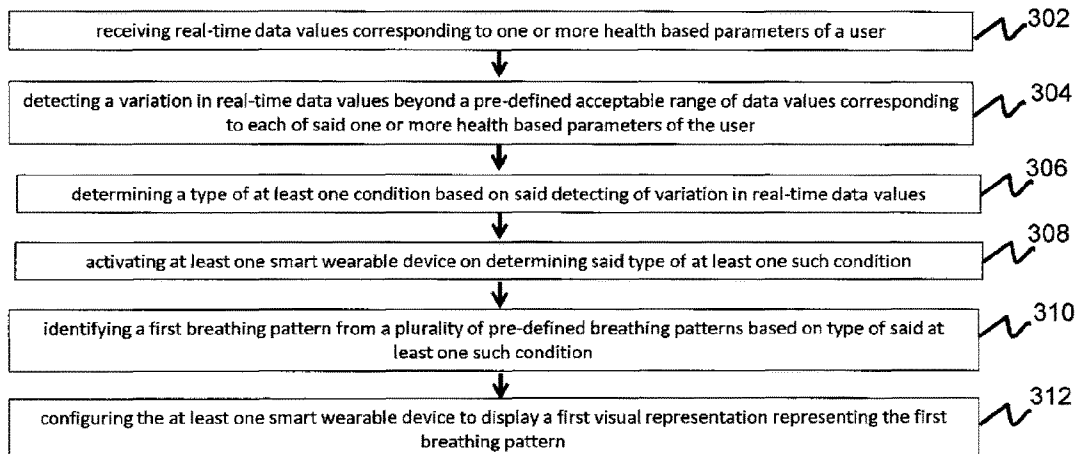 receiving real-time data values corresponding to one or more health based parameters of a user
302
detecting a variation in real-time data values beyond a pre-defined acceptable range of data values corresponding
to each of said one or more health based parameters of the user
304
determining a type of at least one condition based on said detecting of variation in real-time data values
306
activating at least one smart wearable device on determining said type of at least one such condition
308
identifying a first breathing pattern from a plurality of pre-defined breathing patterns based on type of said at
least one such condition
310
configuring the at least one smart wearable device to display a first visual representation representing the first
breathing pattern
312